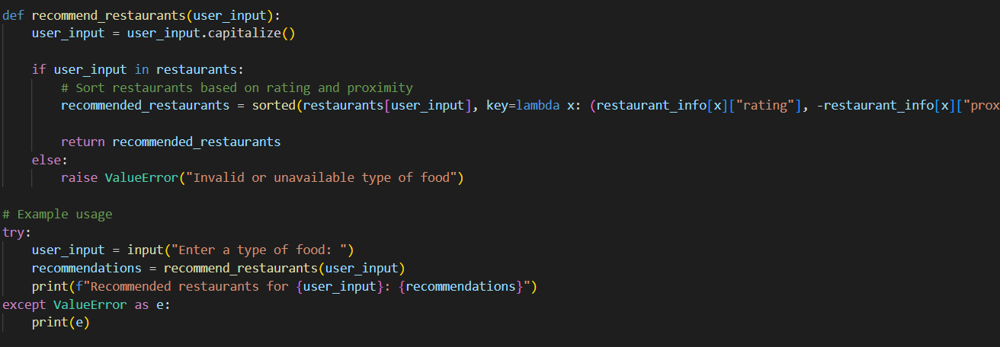 def recommend_restaurants(user_input):
    user_input = user_input.capitalize()
    if user_input in restaurants:
        # Sort restaurants based on rating and proximity
        recommended_restaurants = sorted(restaurants[user_input], key=lambda x: (restaurant_info[x]["rating"], -restaurant_info[x]["prox
        return recommended_restaurants
    else:
        raise ValueError("Invalid or unavailable type of food")
# Example usage
try:
    user_input = input("Enter a type of food: ")
    recommendations = recommend_restaurants(user_input)
    print(f"Recommended restaurants for {user_input}: {recommendations}")
except ValueError as e:
    print(e)